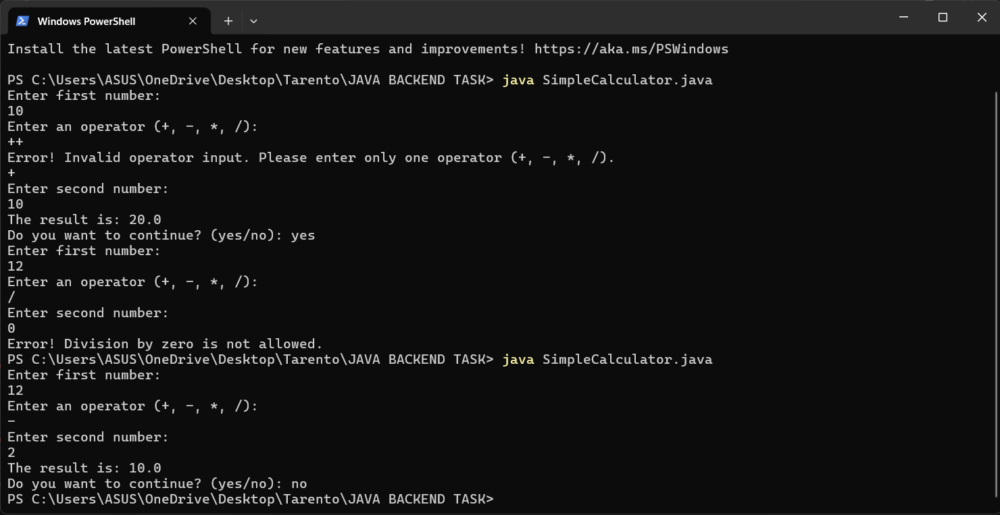 Windows PowerShell
Install the latest PowerShell for new features and improvements! https://aka.ms/PSWindows
PS C:\Users\ASUS\OneDrive\Desktop\Tarento\JAVA BACKEND TASK> java SimpleCalculator.java
Enter first number:
10
Enter an operator (+, -, *, /):
++
Error! Invalid operator input. Please enter only one operator (+, -, *, /).
+
Enter second number:
10
The result is: 20.0
Do you want to continue? (yes/no): yes
Enter first number:
12
Enter an operator (+, -, *, /):
/
Enter second number:
0
Error! Division by zero is not allowed.
PS C:\Users\ASUS\OneDrive\Desktop\Tarento\JAVA BACKEND TASK> java SimpleCalculator.java
Enter first number:
12
Enter an operator (+, -, *, /):
-
Enter second number:
2
The result is: 10.0
Do you want to continue? (yes/no): no
PS C:\Users\ASUS\OneDrive\Desktop\Tarento\JAVA BACKEND TASK>